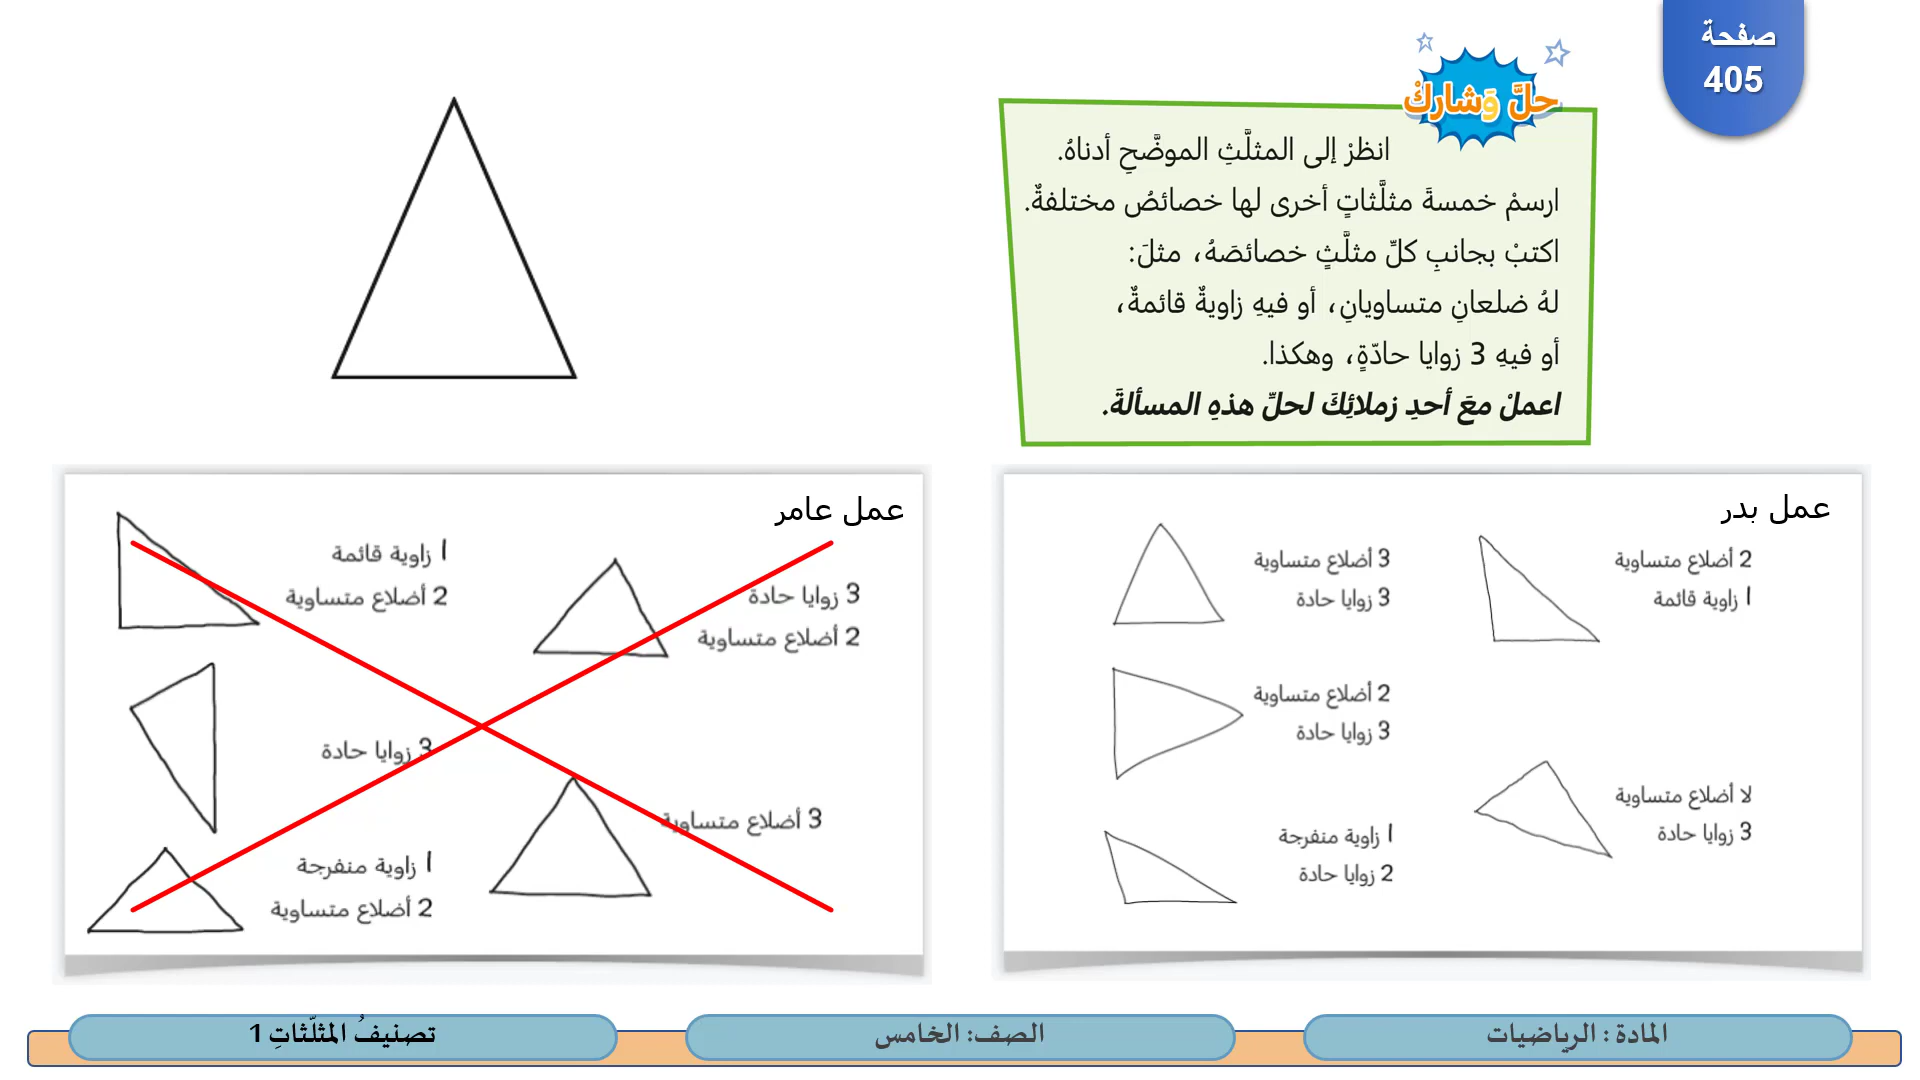 صفحة
405
حلَّ وَشاركْ
انظرْ إلى المثلَّثِ الموضَّحِ أدناهُ.
ارسمْ خمسةَ مثلَّثاتٍ أخرى لها خصائصُ مختلفةٌ.
اكتبْ بجانبِ كلِّ مثلَّثٍ خصائصَهُ، مثلَ:
لهُ ضلعانِ متساويانِ، أو فيهِ زاويةٌ قائمةٌ،
أو فيهِ 3 زوايا حادّةٍ، وهكذا.
اعملْ معَ أحدِ زملائِكَ لحلِّ هذهِ المسألةَ.
عمل بدر
2 أضلاع متساوية
1 زاوية قائمة
3 أضلاع متساوية
3 زوايا حادة
2 أضلاع متساوية
3 زوايا حادة
لا أضلاع متساوية
3 زوايا حادة
1 زاوية منفرجة
2 زوايا حادة
عمل عامر
3 زوايا حادة
2 أضلاع متساوية
1 زاوية قائمة
2 أضلاع متساوية
3 زوايا حادة
3 أضلاع متساوية
1 زاوية منفرجة
2 أضلاع متساوية
المادة : الرياضيات
الصف: الخامس
تصنيفُ المثلّثاتِ 1